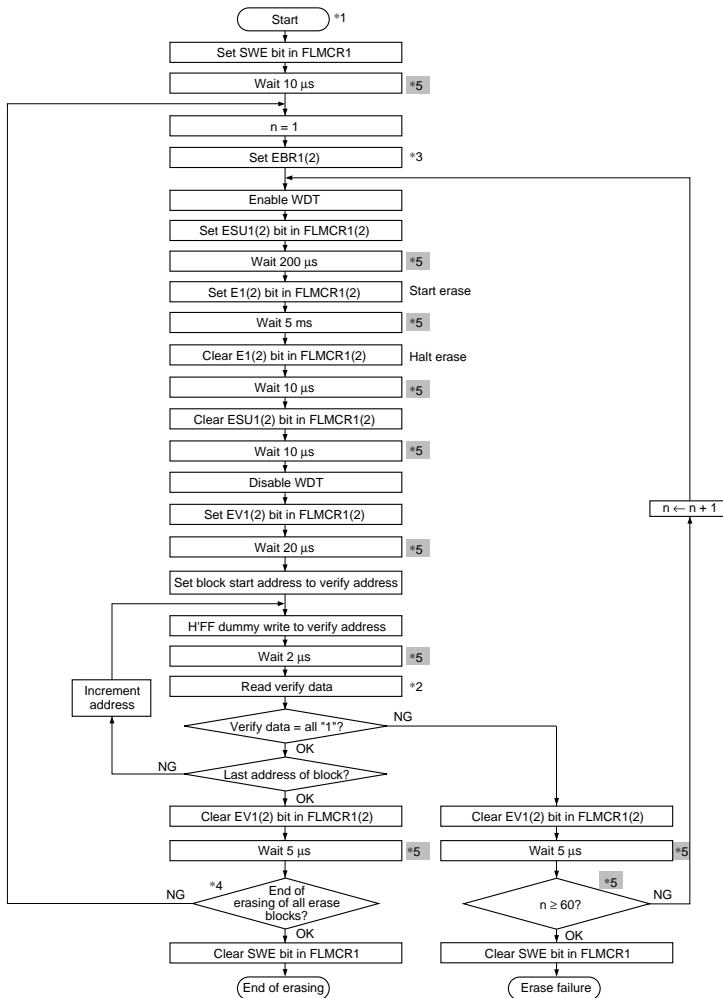 Start *1
Set SWE bit in FLMCR1
Wait 10 μs *5
n = 1
Set EBR1(2) *3
Enable WDT
Set ESU1(2) bit in FLMCR1(2)
Wait 200 μs *5
Set E1(2) bit in FLMCR1(2) Start erase
Wait 5 ms *5
Clear E1(2) bit in FLMCR1(2) Halt erase
Wait 10 μs *5
Clear ESU1(2) bit in FLMCR1(2)
Wait 10 μs *5
Disable WDT
Set EV1(2) bit in FLMCR1(2)
n ← n + 1
Wait 20 μs *5
Set block start address to verify address
H'FF dummy write to verify address
Wait 2 μs *5
Increment
address
Read verify data *2
Verify data = all "1"? NG
OK
NG Last address of block?
OK
Clear EV1(2) bit in FLMCR1(2)
Wait 5 μs *5
NG *4
End of
erasing of all erase
blocks?
OK
Clear SWE bit in FLMCR1
End of erasing
Clear EV1(2) bit in FLMCR1(2)
Wait 5 μs *5
*5
n ≥ 60? NG
OK
Clear SWE bit in FLMCR1
Erase failure